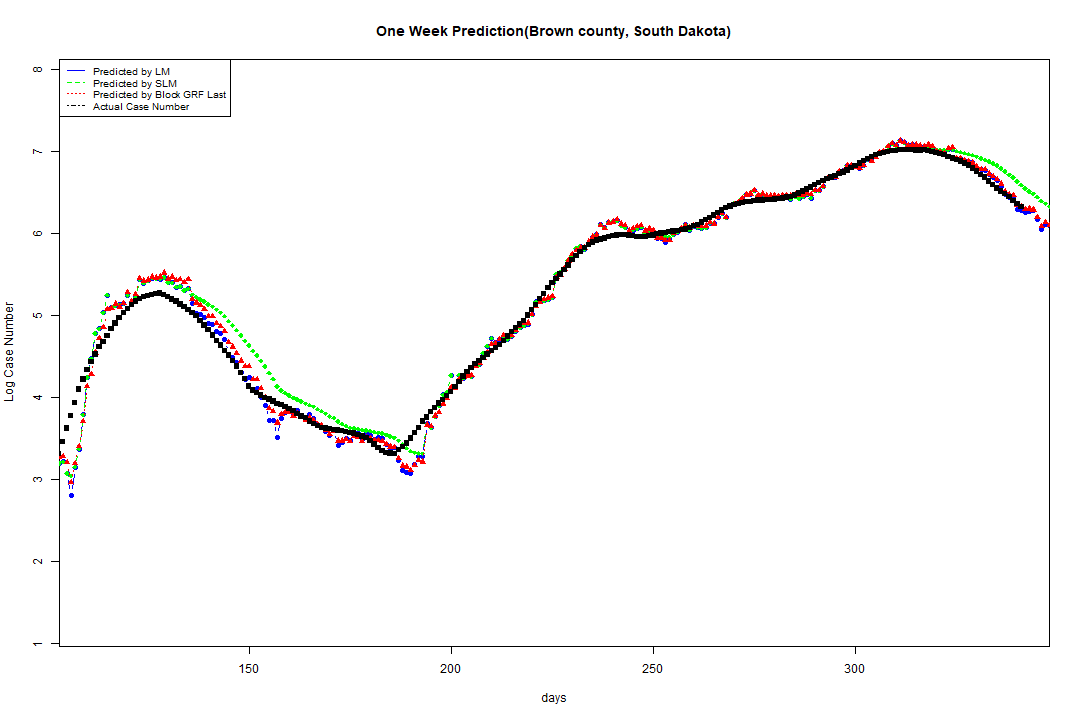 One Week Prediction(Brown county, South Dakota)
Predicted by LM
Predicted by SLM
Predicted by Block GRF Last
Actual Case Number
Log Case Number
8
7
6
5
4
3
2
1
150 200 250 300
days